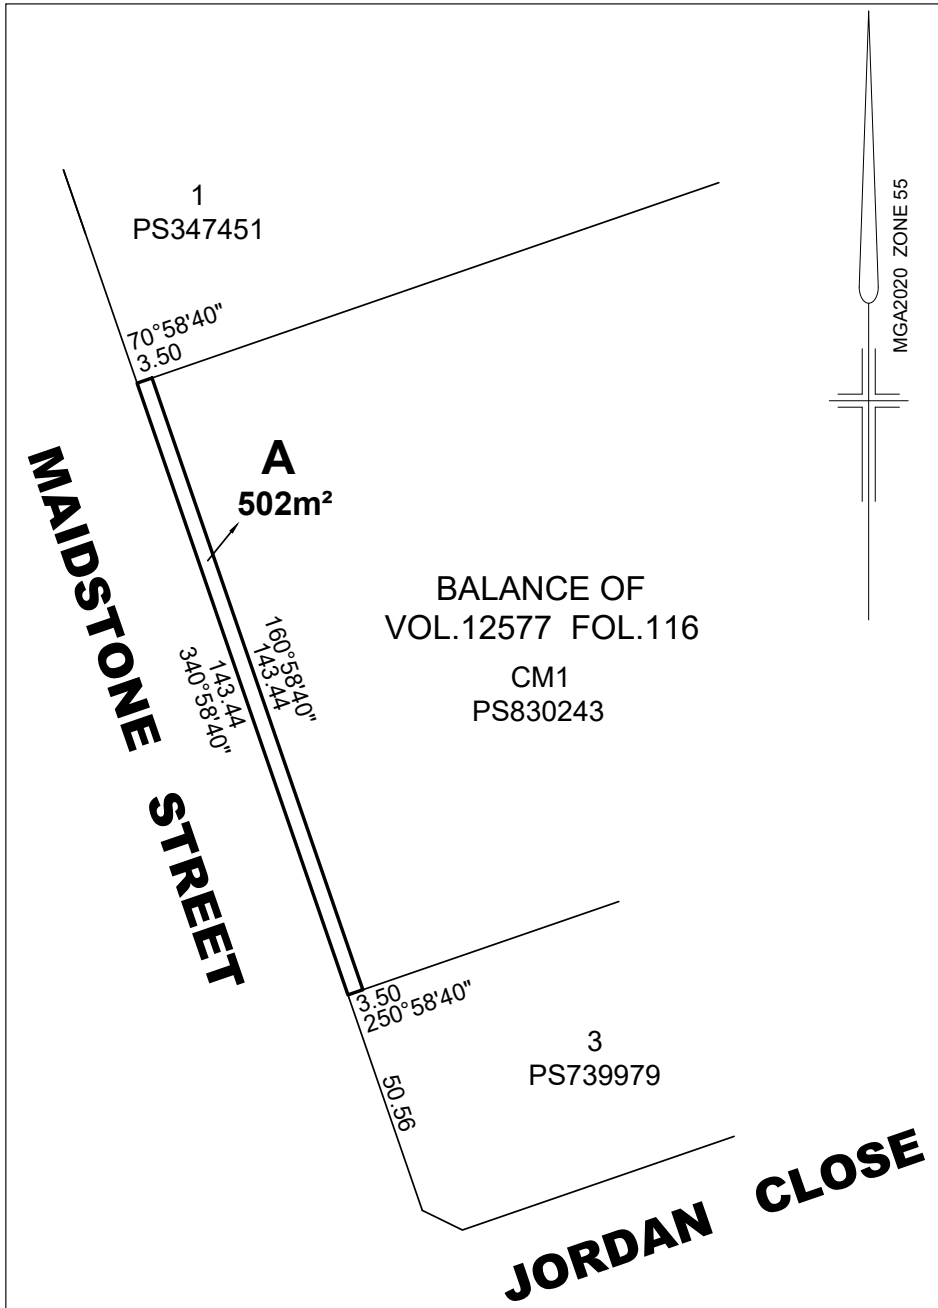 1
PS347451
MGA2020 ZONE 55
70°58'40"
3.50
A
502m²
MAIDSTONE STREET
BALANCE OF
VOL.12577 FOL.116
CM1
PS830243
160°58'40"
143.44
143.44
340°58'40"
3.50
250°58'40"
3
PS739979
50.56
JORDAN CLOSE